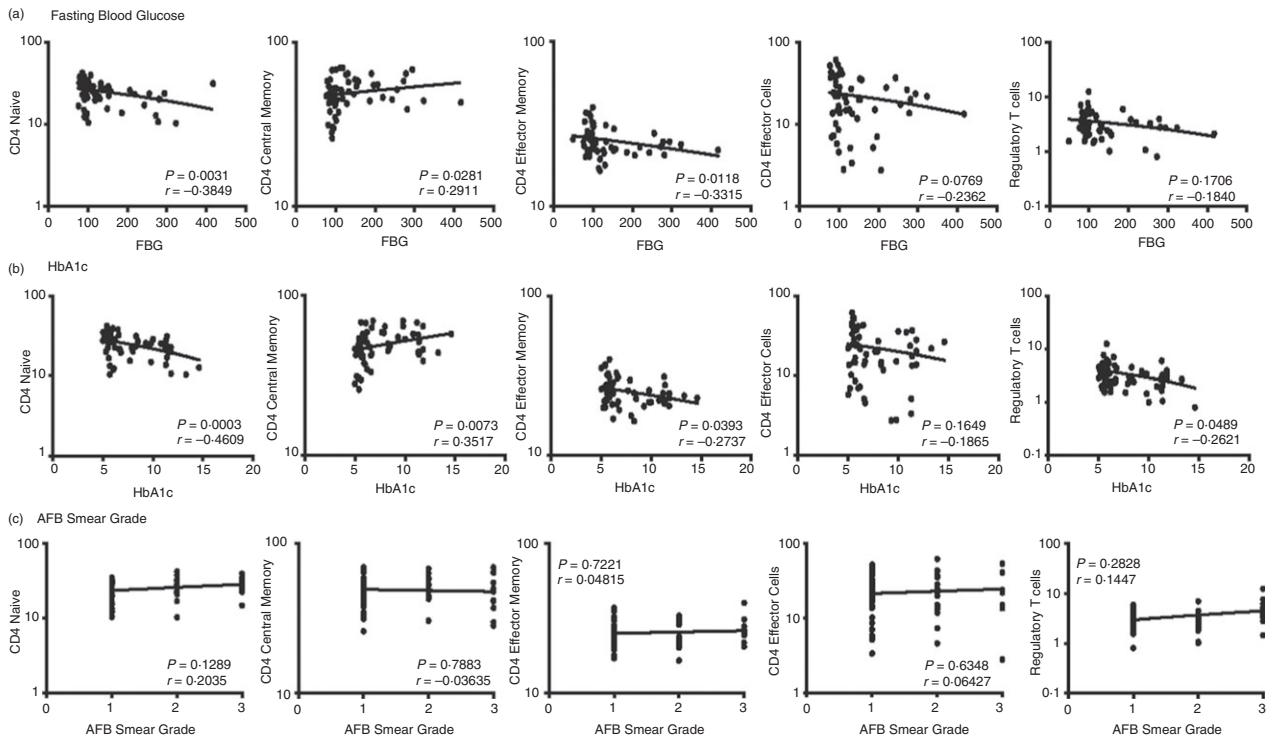 (a) Fasting Blood Glucose
100
10
1
CD4 Naive
P = 0·0031
r = –0·3849
0 100 200 300 400 500
FBG
100
10
CD4 Central Memory
P = 0·0281
r = 0·2911
0 100 200 300 400 500
FBG
100
10
CD4 Effector Memory
P = 0·0118
r = –0·3315
0 100 200 300 400 500
FBG
100
10
1
CD4 Effector Cells
P = 0·0769
r = –0·2362
0 100 200 300 400 500
FBG
100
10
1
0·1
Regulatory T cells
P = 0·1706
r = –0·1840
0 100 200 300 400 500
FBG
(b) HbA1c
100
10
1
CD4 Naive
P = 0·0003
r = –0·4609
0 5 10 15 20
HbA1c
100
10
CD4 Central Memory
P = 0·0073
r = 0·3517
0 5 10 15 20
HbA1c
100
10
CD4 Effector Memory
P = 0·0393
r = –0·2737
0 5 10 15 20
HbA1c
100
10
1
CD4 Effector Cells
P = 0·1649
r = –0·1865
0 5 10 15 20
HbA1c
100
10
1
0·1
Regulatory T cells
P = 0·0489
r = –0·2621
0 5 10 15 20
HbA1c
(c) AFB Smear Grade
100
10
1
CD4 Naive
P = 0·1289
r = 0·2035
0 1 2 3
AFB Smear Grade
100
10
CD4 Central Memory
P = 0·7883
r = –0·03635
0 1 2 3
AFB Smear Grade
100
10
CD4 Effector Memory
P = 0·7221
r = 0·04815
0 1 2 3
AFB Smear Grade
100
10
1
CD4 Effector Cells
P = 0·6348
r = 0·06427
0 1 2 3
AFB Smear Grade
100
10
1
0·1
Regulatory T cells
P = 0·2828
r = 0·1447
0 1 2 3
AFB Smear Grade